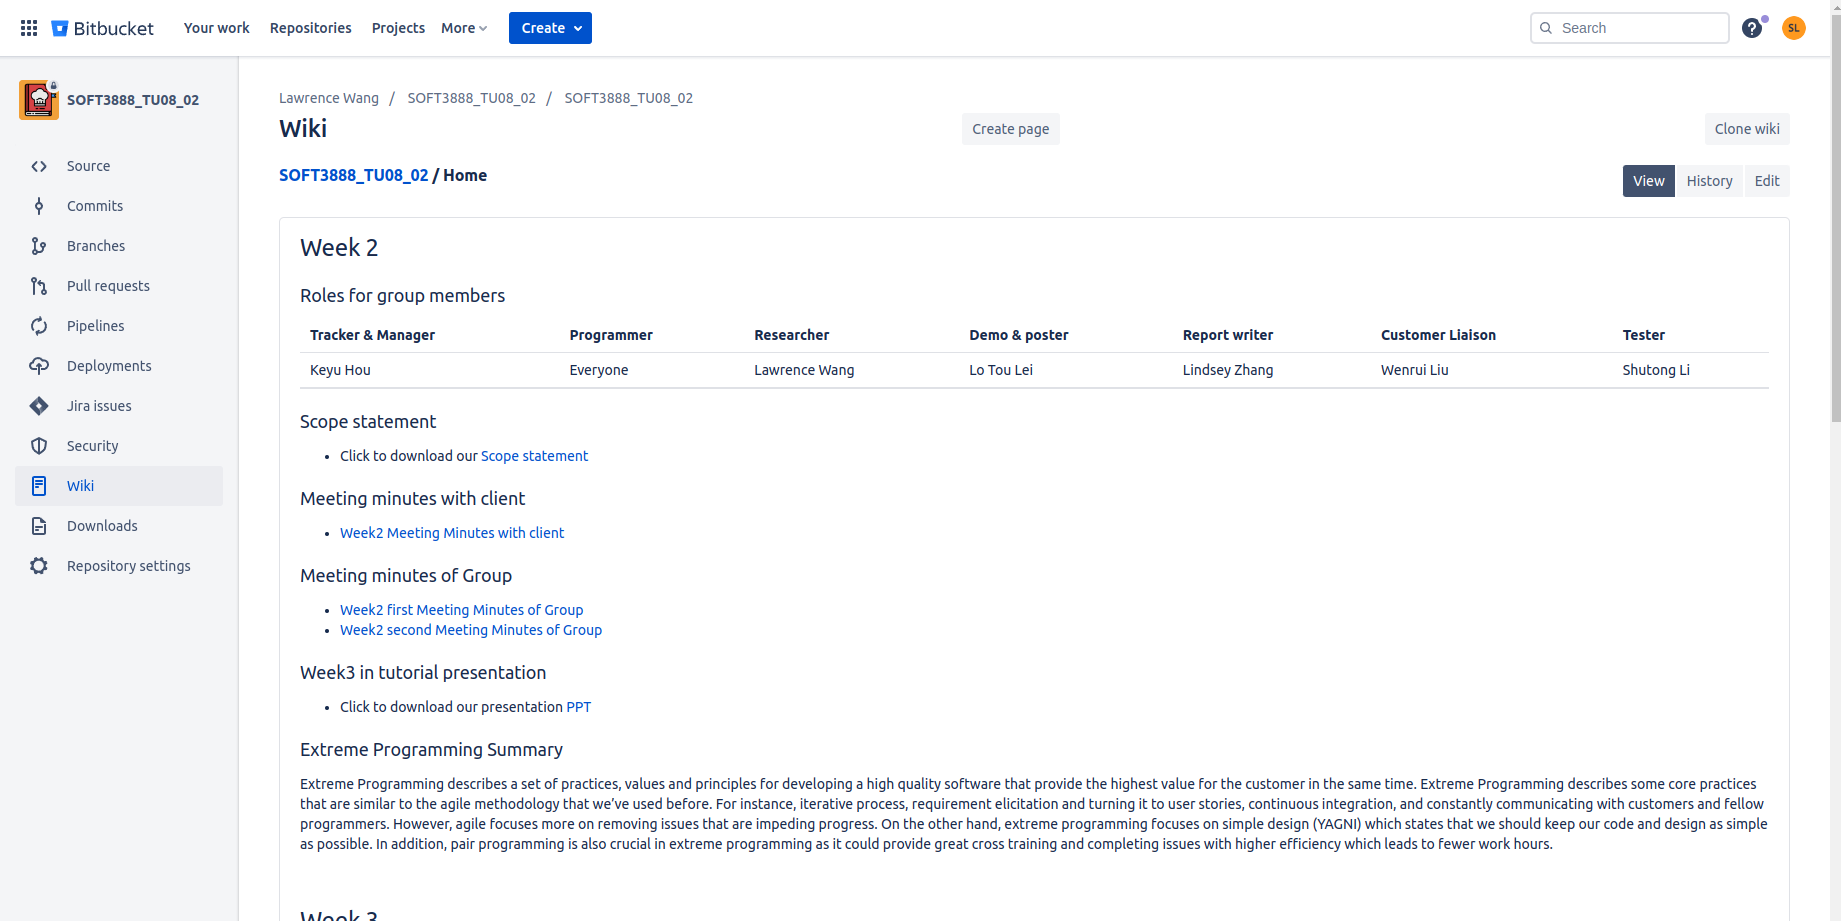 Bitbucket Your work Repositories Projects More Create Search SL
SOFT3888_TU08_02
Source
Commits
Branches
Pull requests
Pipelines
Deployments
Jira issues
Security
Wiki
Downloads
Repository settings
Lawrence Wang / SOFT3888_TU08_02 / SOFT3888_TU08_02
Wiki Create page Clone wiki
SOFT3888_TU08_02 / Home View History Edit
Week 2
Roles for group members
Tracker & Manager Programmer Researcher Demo & poster Report writer Customer Liaison Tester
Keyu Hou Everyone Lawrence Wang Lo Tou Lei Lindsey Zhang Wenrui Liu Shutong Li
Scope statement
• Click to download our Scope statement
Meeting minutes with client
• Week2 Meeting Minutes with client
Meeting minutes of Group
• Week2 first Meeting Minutes of Group
• Week2 second Meeting Minutes of Group
Week3 in tutorial presentation
• Click to download our presentation PPT
Extreme Programming Summary
Extreme Programming describes a set of practices, values and principles for developing a high quality software that provide the highest value for the customer in the same time. Extreme Programming describes some core practices
that are similar to the agile methodology that we’ve used before. For instance, iterative process, requirement elicitation and turning it to user stories, continuous integration, and constantly communicating with customers and fellow
programmers. However, agile focuses more on removing issues that are impeding progress. On the other hand, extreme programming focuses on simple design (YAGNI) which states that we should keep our code and design as simple
as possible. In addition, pair programming is also crucial in extreme programming as it could provide great cross training and completing issues with higher efficiency which leads to fewer work hours.
Week 3